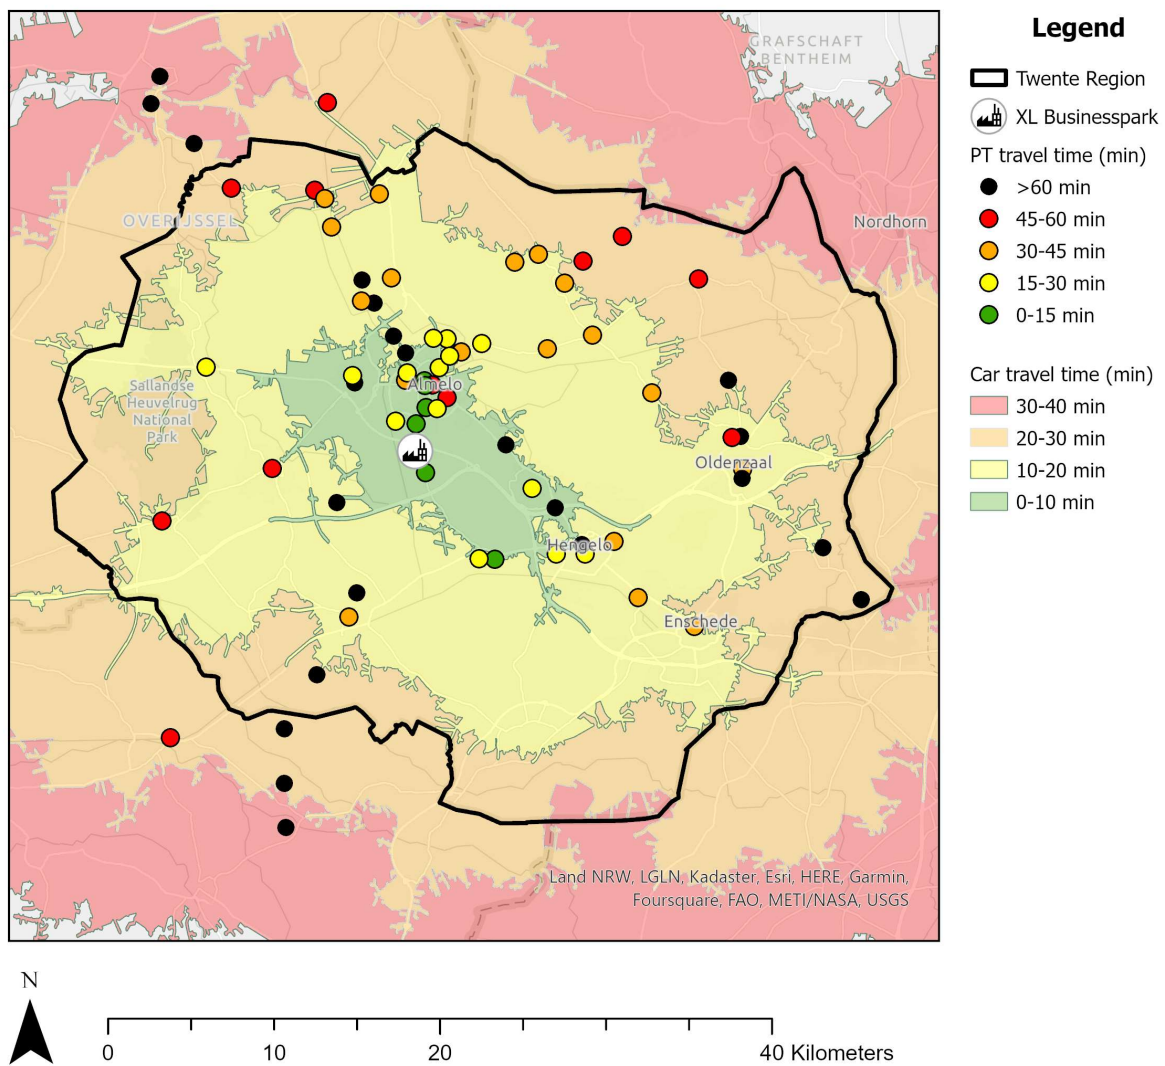 GRAFSCHAFT
BENTHEIM
OVERIJSSEL
Nordhorn
Sallandse
Heuvelrug
National
Park
Almelo
Oldenzaal
Hengelo
Enschede
Land NRW, LGLN, Kadaster, Esri, HERE, Garmin,
Foursquare, FAO, METI/NASA, USGS
Legend
Twente Region
XL Businesspark
PT travel time (min)
>60 min
45-60 min
30-45 min
15-30 min
0-15 min
Car travel time (min)
30-40 min
20-30 min
10-20 min
0-10 min
N
0 10 20 40 Kilometers